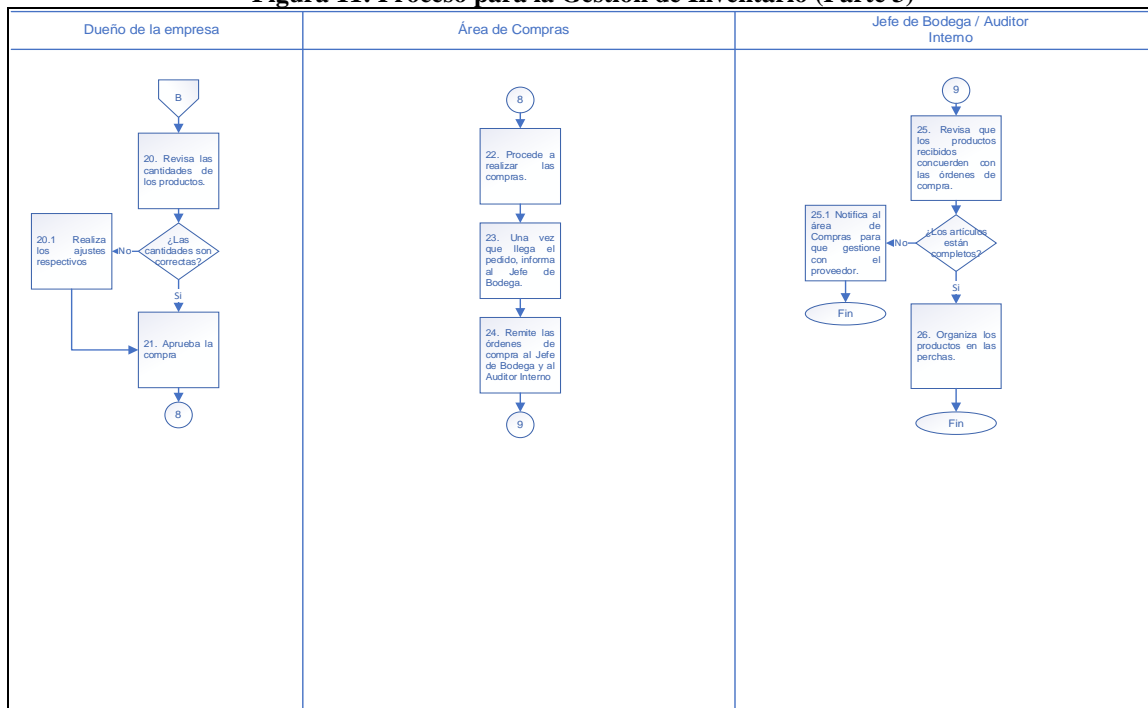 Figura 11. Proceso para la Gestión de Inventario (Parte 3)
Dueño de la empresa
Área de Compras
Jefe de Bodega / Auditor
Interno
B
20. Revisa las
cantidades de
los productos.
¿Las
cantidades son
correctas?
No
20.1 Realiza
los ajustes
respectivos
Si
21. Aprueba la
compra
8
8
22. Procede a
realizar las
compras.
23. Una vez
que llega el
pedido, informa
al Jefe de
Bodega.
24. Remite las
órdenes de
compra al Jefe
de Bodega y al
Auditor Interno
9
9
25. Revisa que
los productos
recibidos
concuerden con
las órdenes de
compra.
¿Los artículos
están
completos?
No
25.1 Notifica al
área de
Compras para
que gestione
con el
proveedor.
Fin
Si
26. Organiza los
productos en las
perchas.
Fin